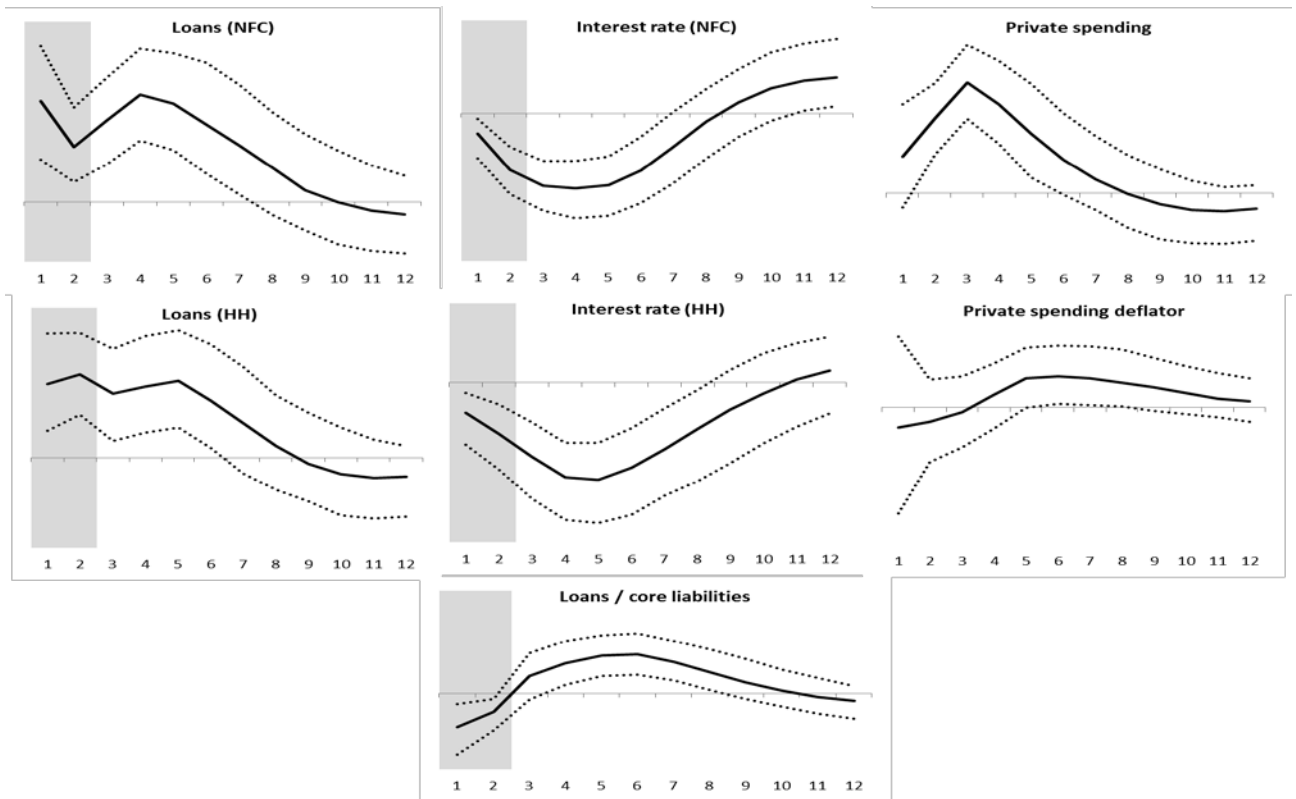 Loans (NFC)
1 2 3 4 5 6 7 8 9 10 11 12
Interest rate (NFC)
1 2 3 4 5 6 7 8 9 10 11 12
Private spending
1 2 3 4 5 6 7 8 9 10 11 12
Loans (HH)
1 2 3 4 5 6 7 8 9 10 11 12
Interest rate (HH)
1 2 3 4 5 6 7 8 9 10 11 12
Private spending deflator
1 2 3 4 5 6 7 8 9 10 11 12
Loans / core liabilities
1 2 3 4 5 6 7 8 9 10 11 12